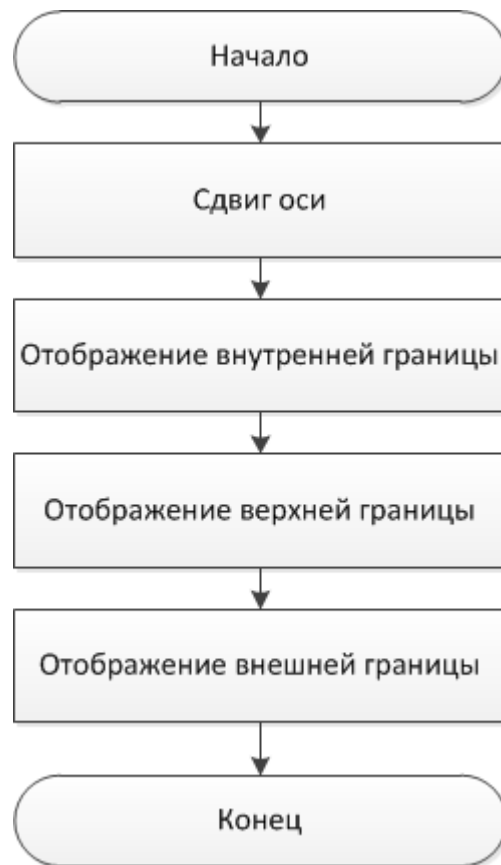 Начало
Сдвиг оси
Отображение внутренней границы
Отображение верхней границы
Отображение внешней границы
Конец